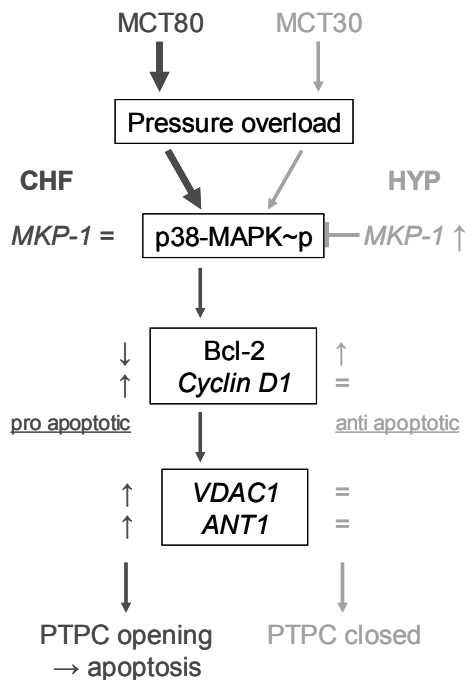 MCT80 MCT30
Pressure overload
CHF HYP
MKP-1 = p38-MAPK~p MKP-1 ↑
↓ Bcl-2 ↑
↑ Cyclin D1 =
pro apoptotic anti apoptotic
↑ VDAC1 =
↑ ANT1 =
PTPC opening PTPC closed
→ apoptosis